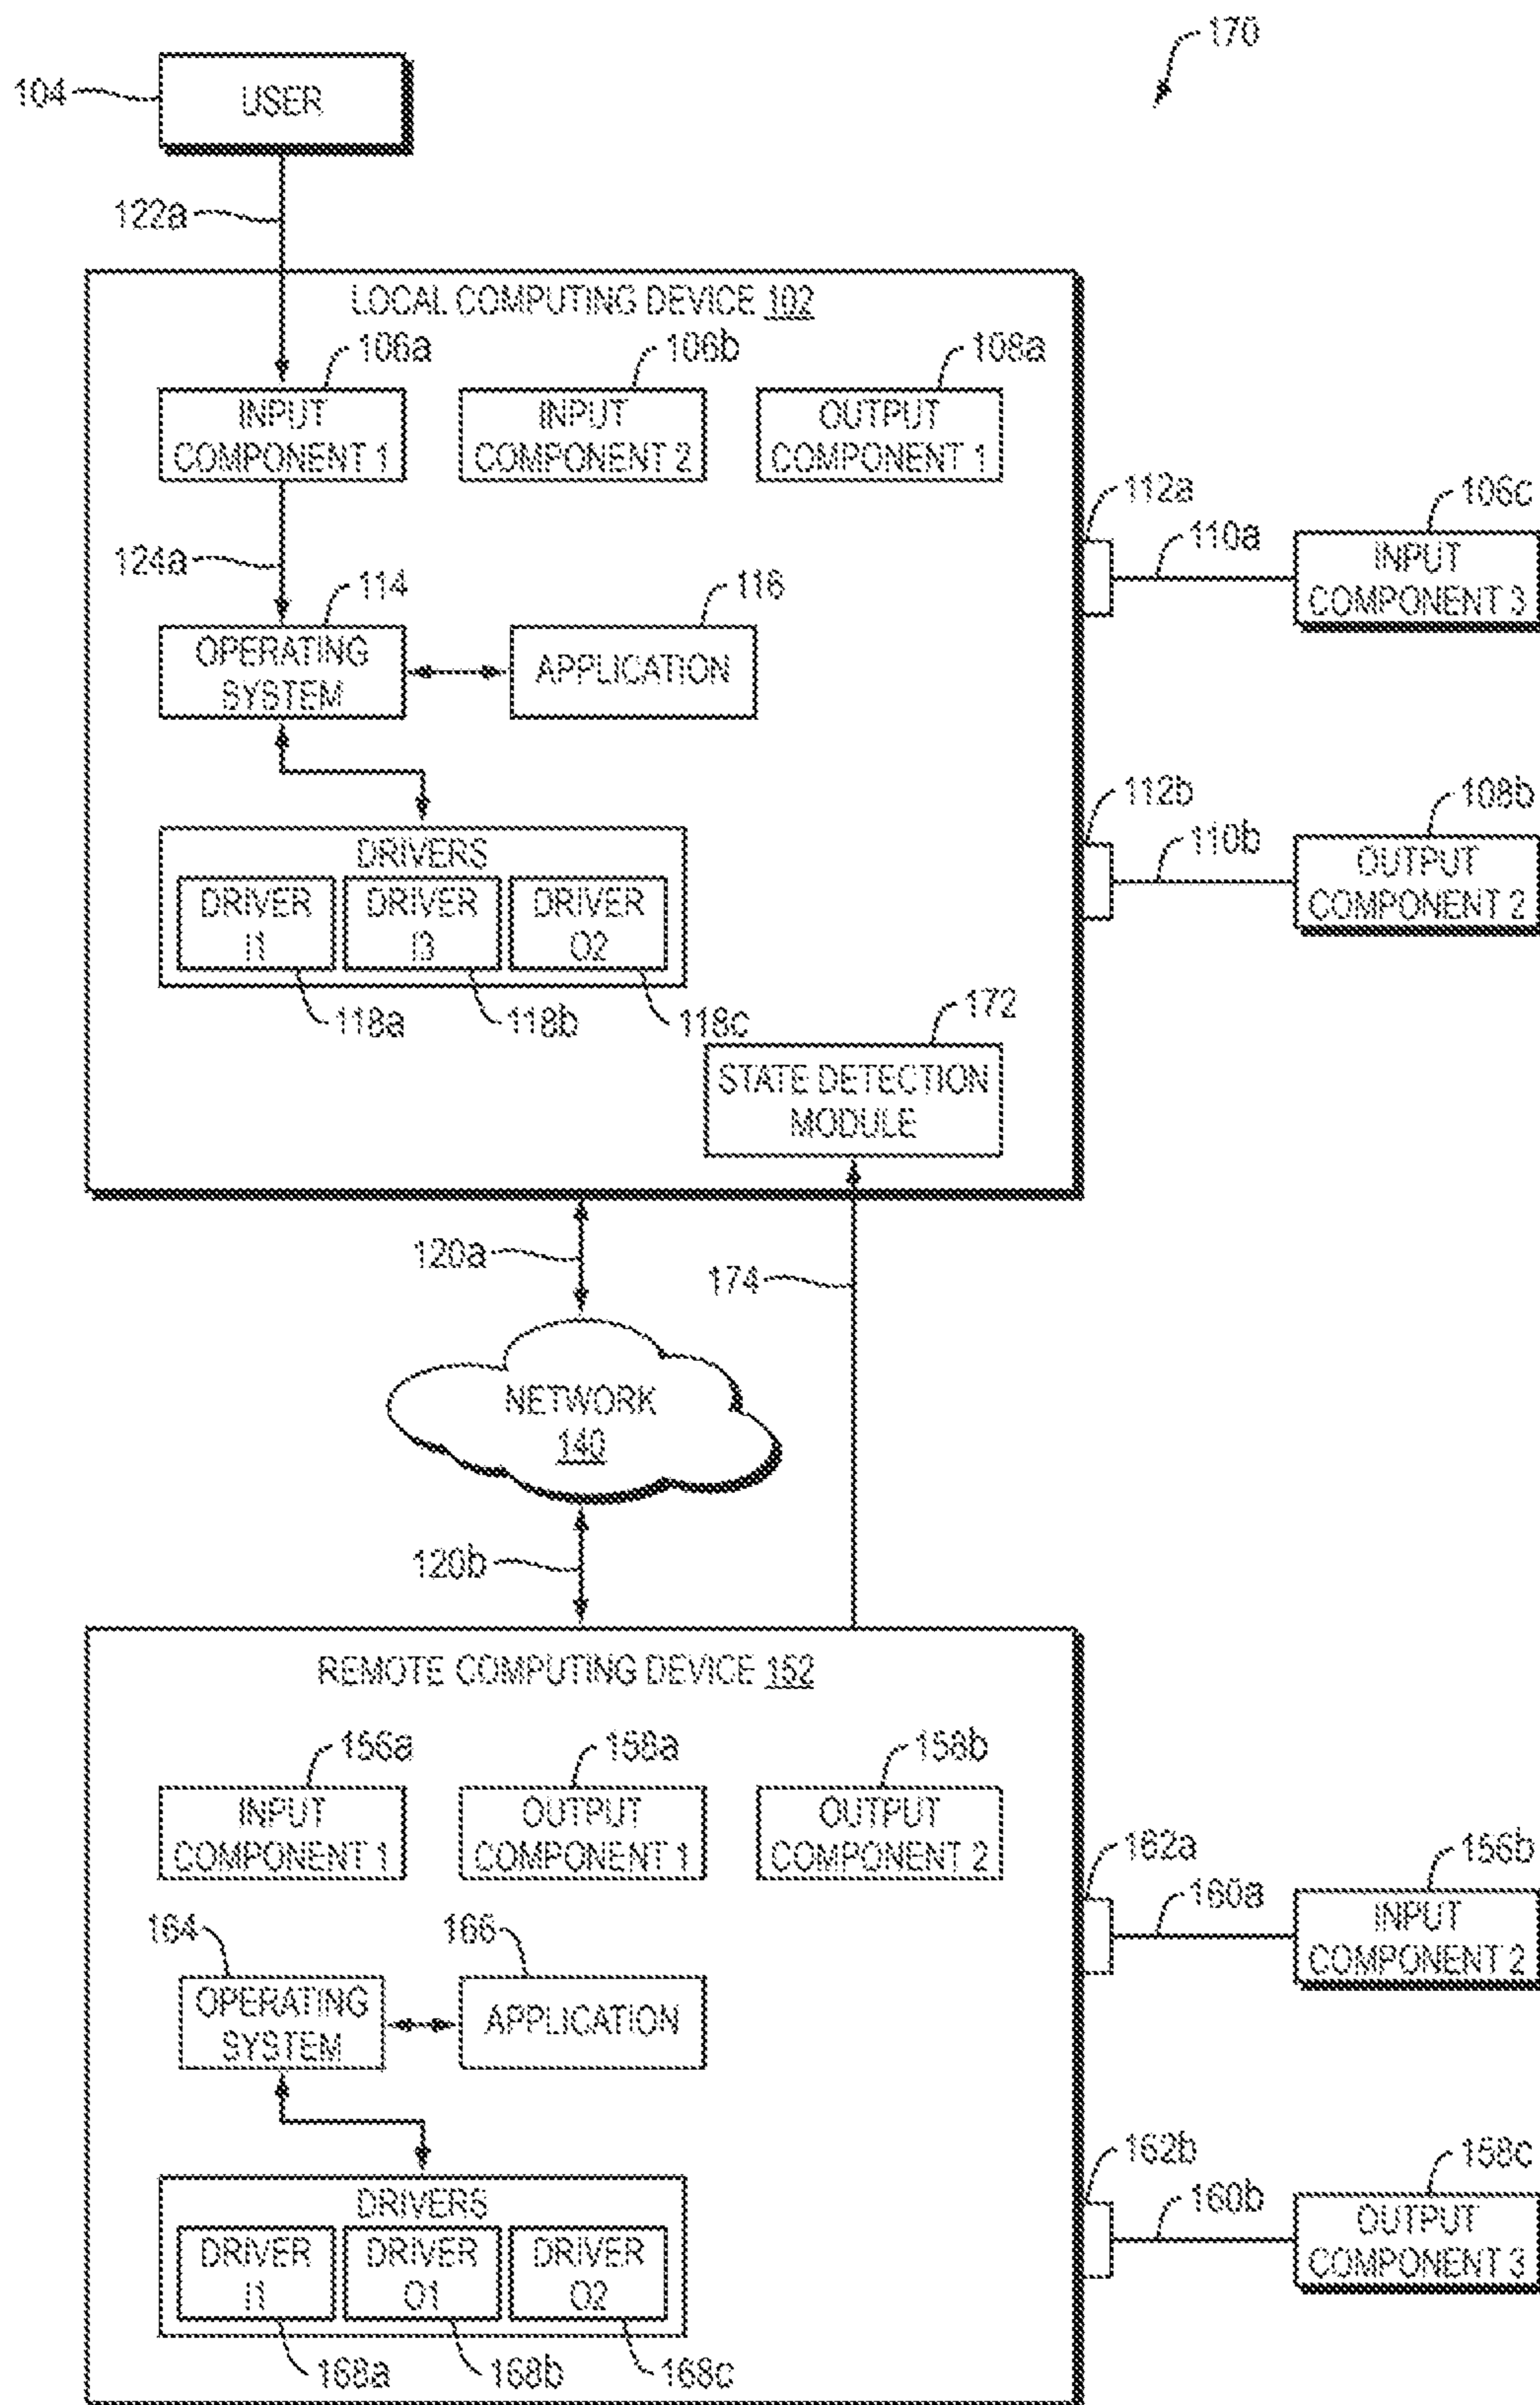 170
104
USER
122a
LOCAL COMPUTING DEVICE 102
106a
106b
108a
INPUT
COMPONENT 1
INPUT
COMPONENT 2
OUTPUT
COMPONENT 1
112a
110a
106c
INPUT
COMPONENT 3
124a
114
116
OPERATING
SYSTEM
APPLICATION
112b
110b
108b
OUTPUT
COMPONENT 2
DRIVERS
DRIVER
I1
DRIVER
I3
DRIVER
O2
118a
118b
118c
172
STATE DETECTION
MODULE
120a
174
NETWORK
140
120b
REMOTE COMPUTING DEVICE 152
156a
158a
158b
INPUT
COMPONENT 1
OUTPUT
COMPONENT 1
OUTPUT
COMPONENT 2
162a
160a
156b
INPUT
COMPONENT 2
164
166
OPERATING
SYSTEM
APPLICATION
162b
160b
158c
OUTPUT
COMPONENT 3
DRIVERS
DRIVER
I1
DRIVER
O1
DRIVER
O2
168a
168b
168c